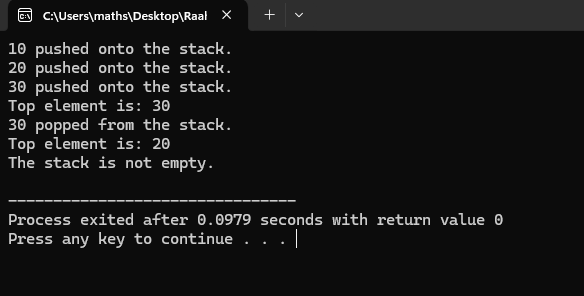 C:\Users\maths\Desktop\Raal
10 pushed onto the stack.
20 pushed onto the stack.
30 pushed onto the stack.
Top element is: 30
30 popped from the stack.
Top element is: 20
The stack is not empty.
--------------------------------
Process exited after 0.0979 seconds with return value 0
Press any key to continue . . .